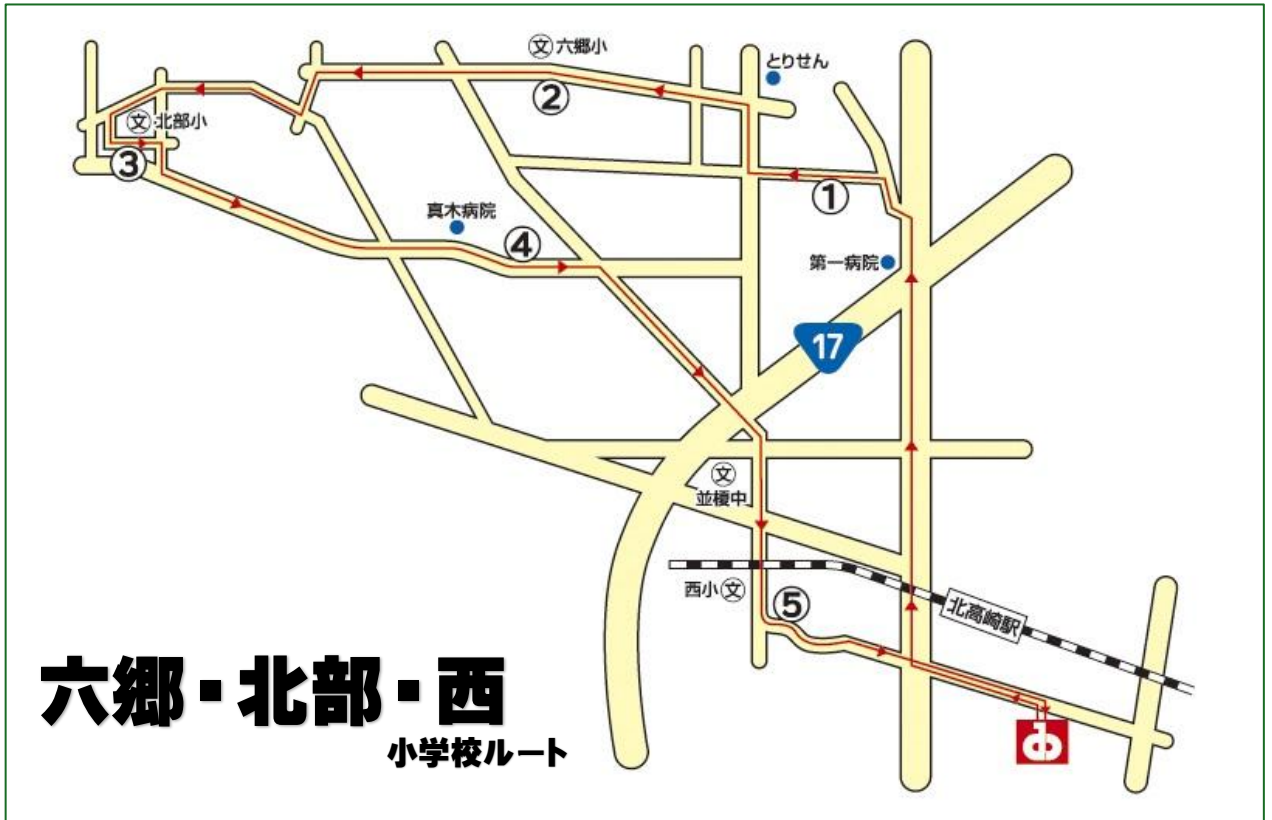 文 六郷小
とりせん
②
文 北部小
③
①
真木病院
④
第一病院
17
文
並榎中
西小 文
⑤
北高崎駅
六郷・北部・西
小学校ルート